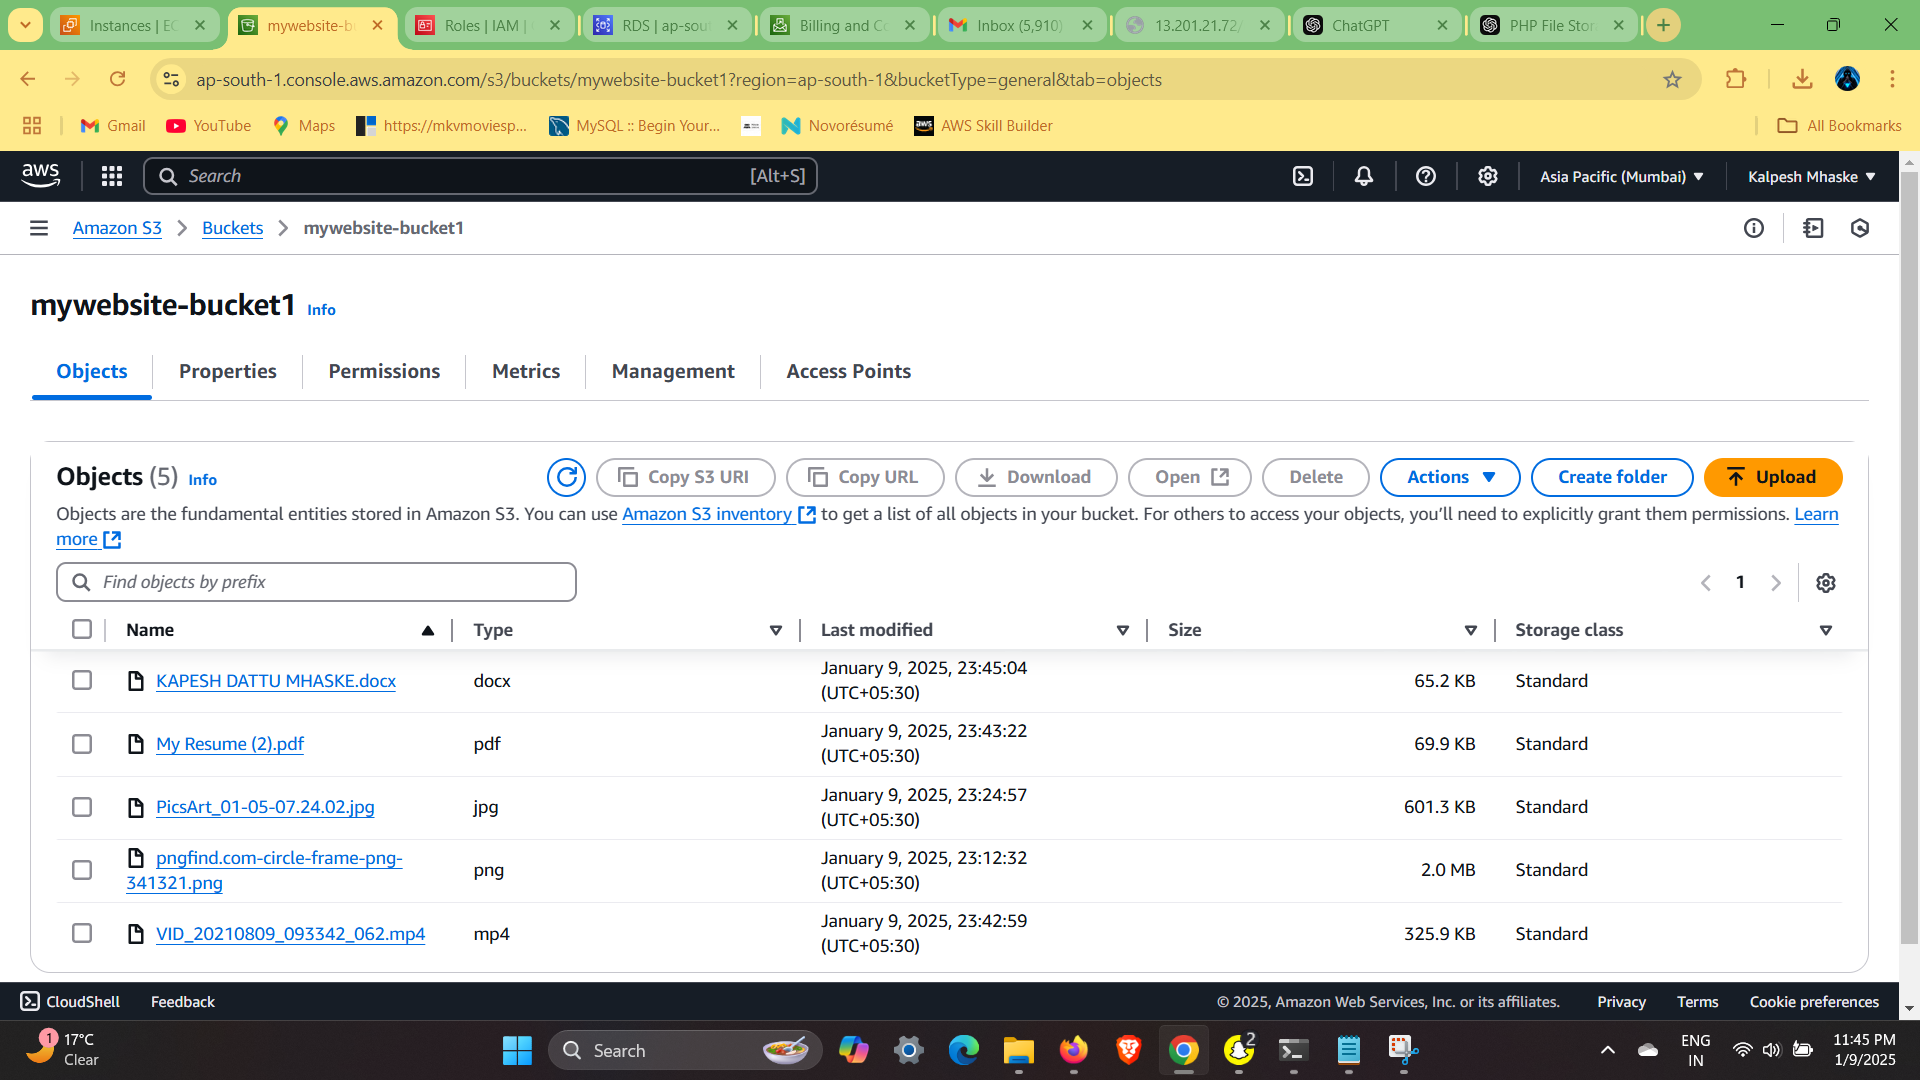 Instances | EC
mywebsite-b
Roles | IAM |
RDS | ap-sout
Billing and Co
Inbox (5,910)
13.201.21.72/
ChatGPT
PHP File Stor
ap-south-1.console.aws.amazon.com/s3/buckets/mywebsite-bucket1?region=ap-south-1&bucketType=general&tab=objects
Gmail
YouTube
Maps
https://mkvmoviesp...
MySQL :: Begin Your...
Novorésumé
AWS Skill Builder
All Bookmarks
aws
Search
[Alt+S]
Asia Pacific (Mumbai)
Kalpesh Mhaske
Amazon S3
Buckets
mywebsite-bucket1
mywebsite-bucket1 Info
Objects
Properties
Permissions
Metrics
Management
Access Points
Objects (5) Info
Copy S3 URI
Copy URL
Download
Open
Delete
Actions
Create folder
Upload
Objects are the fundamental entities stored in Amazon S3. You can use Amazon S3 inventory to get a list of all objects in your bucket. For others to access your objects, you’ll need to explicitly grant them permissions. Learn
more
Find objects by prefix
1
Name
Type
Last modified
Size
Storage class
KAPESH DATTU MHASKE.docx
docx
January 9, 2025, 23:45:04
(UTC+05:30)
65.2 KB
Standard
My Resume (2).pdf
pdf
January 9, 2025, 23:43:22
(UTC+05:30)
69.9 KB
Standard
PicsArt_01-05-07.24.02.jpg
jpg
January 9, 2025, 23:24:57
(UTC+05:30)
601.3 KB
Standard
pngfind.com-circle-frame-png-
341321.png
png
January 9, 2025, 23:12:32
(UTC+05:30)
2.0 MB
Standard
VID_20210809_093342_062.mp4
mp4
January 9, 2025, 23:42:59
(UTC+05:30)
325.9 KB
Standard
CloudShell
Feedback
© 2025, Amazon Web Services, Inc. or its affiliates.
Privacy
Terms
Cookie preferences
1
17°C
Clear
Search
2
ENG
IN
11:45 PM
1/9/2025